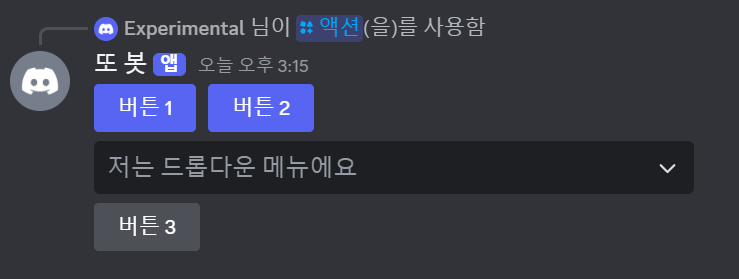 Experimental 님이 액션(을)를 사용함
또 봇 앱 오늘 오후 3:15
버튼 1 버튼 2
저는 드롭다운 메뉴에요
버튼 3